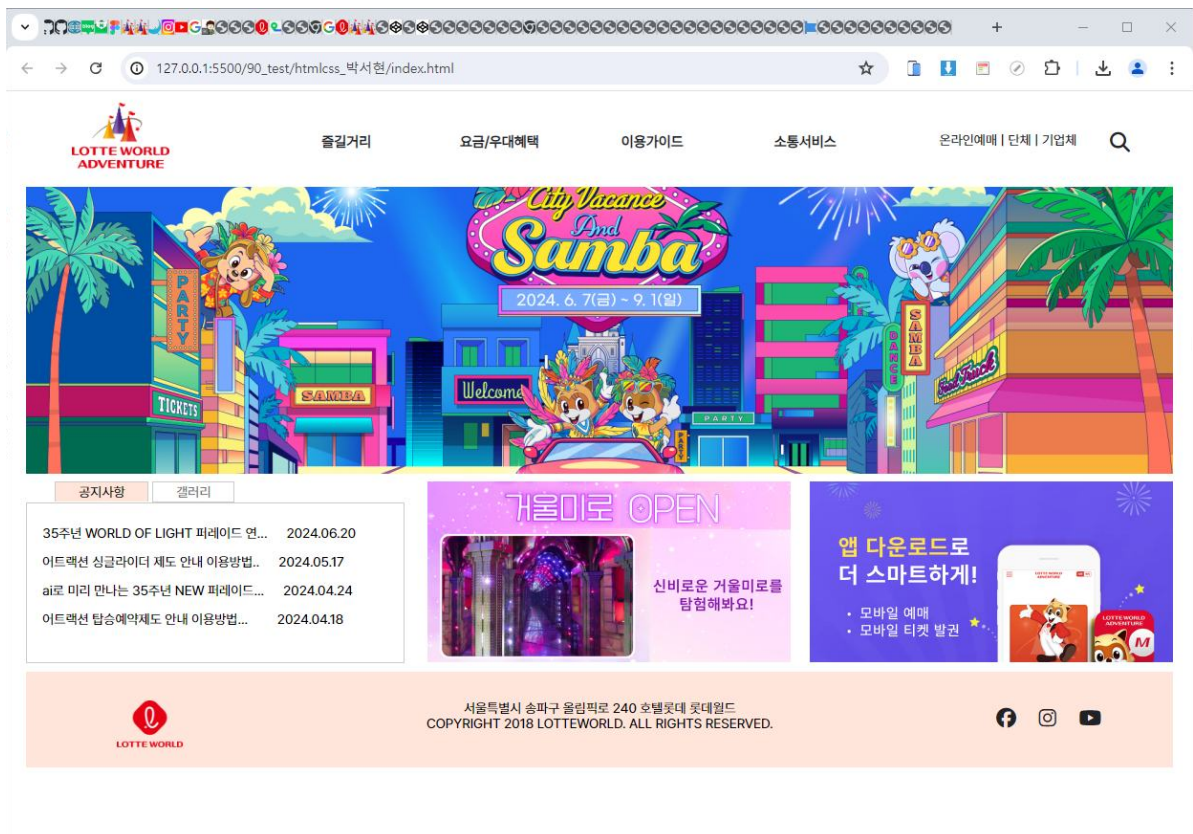 127.0.0.1:5500/90_test/htmlcss_박서현/index.html
LOTTE WORLD
ADVENTURE
즐길거리
요금/우대혜택
이용가이드
소통서비스
온라인예매 | 단체 | 기업체
City Vacance
And
Samba
2024. 6. 7(금) ~ 9. 1(일)
PARTY
TICKETS
SAMBA
Welcome
PARTY
PARTY
DANCE
SAMBA
Food Truck
공지사항
갤러리
35주년 WORLD OF LIGHT 퍼레이드 연... 2024.06.20
어트랙션 싱글라이더 제도 안내 이용방법.. 2024.05.17
ai로 미리 만나는 35주년 NEW 퍼레이드... 2024.04.24
어트랙션 탑승예약제도 안내 이용방법... 2024.04.18
거울미로 OPEN
신비로운 거울미로를
탐험해봐요!
앱 다운로드로
더 스마트하게!
• 모바일 예매
• 모바일 티켓 발권
LOTTE WORLD
ADVENTURE
LOTTE WORLD
ADVENTURE
M
LOTTE WORLD
서울특별시 송파구 올림픽로 240 호텔롯데 롯데월드
COPYRIGHT 2018 LOTTEWORLD. ALL RIGHTS RESERVED.